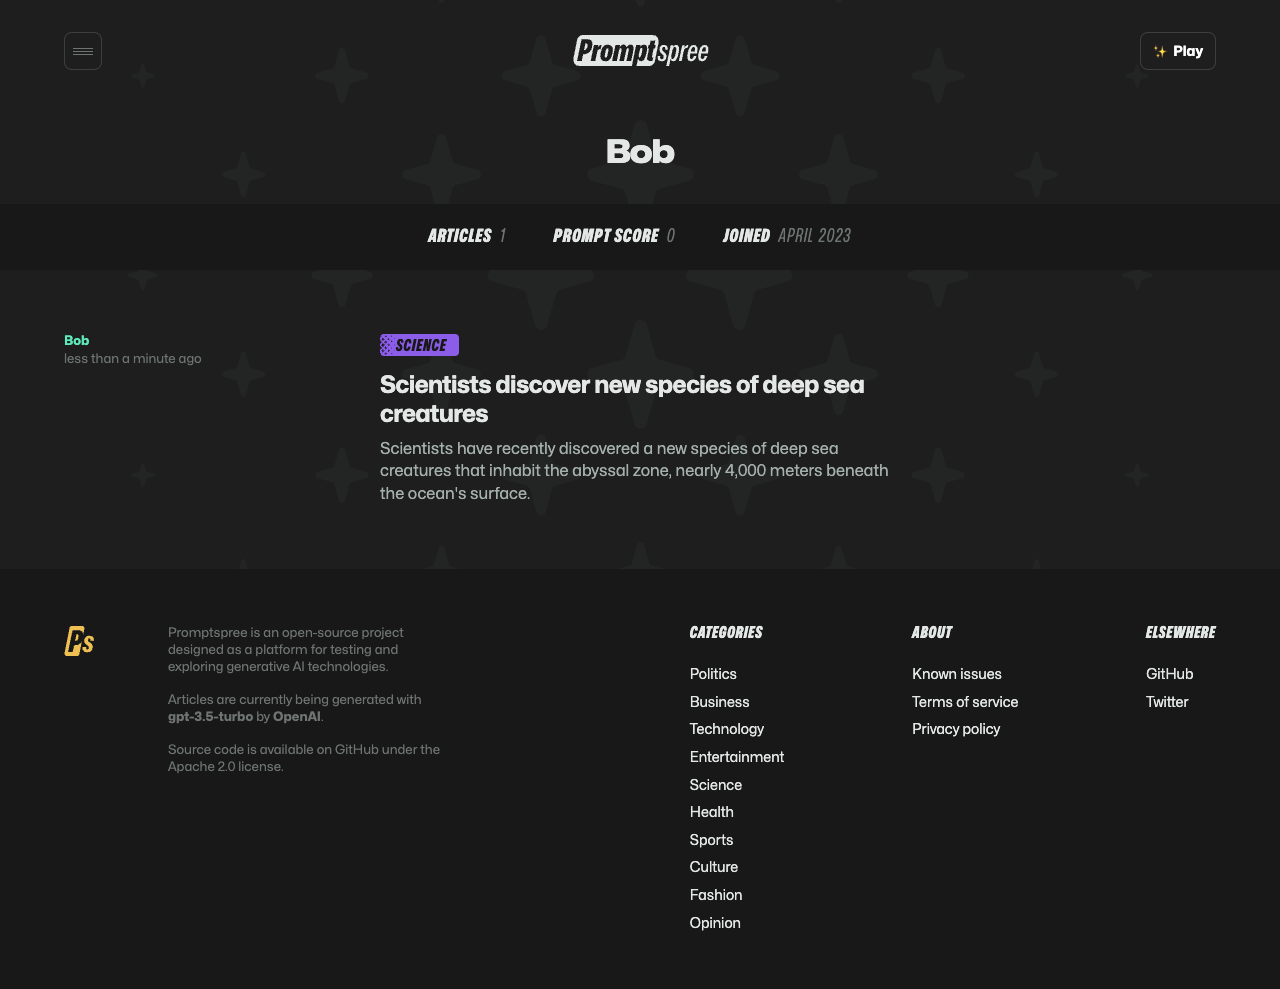 Promptspree
✨ Play
Bob
ARTICLES 1 PROMPT SCORE 0 JOINED APRIL 2023
Bob
less than a minute ago
SCIENCE
Scientists discover new species of deep sea
creatures
Scientists have recently discovered a new species of deep sea
creatures that inhabit the abyssal zone, nearly 4,000 meters beneath
the ocean's surface.
Ps
Promptspree is an open-source project
designed as a platform for testing and
exploring generative AI technologies.
Articles are currently being generated with
gpt-3.5-turbo by OpenAI.
Source code is available on GitHub under the
Apache 2.0 license.
CATEGORIES
Politics
Business
Technology
Entertainment
Science
Health
Sports
Culture
Fashion
Opinion
ABOUT
Known issues
Terms of service
Privacy policy
ELSEWHERE
GitHub
Twitter